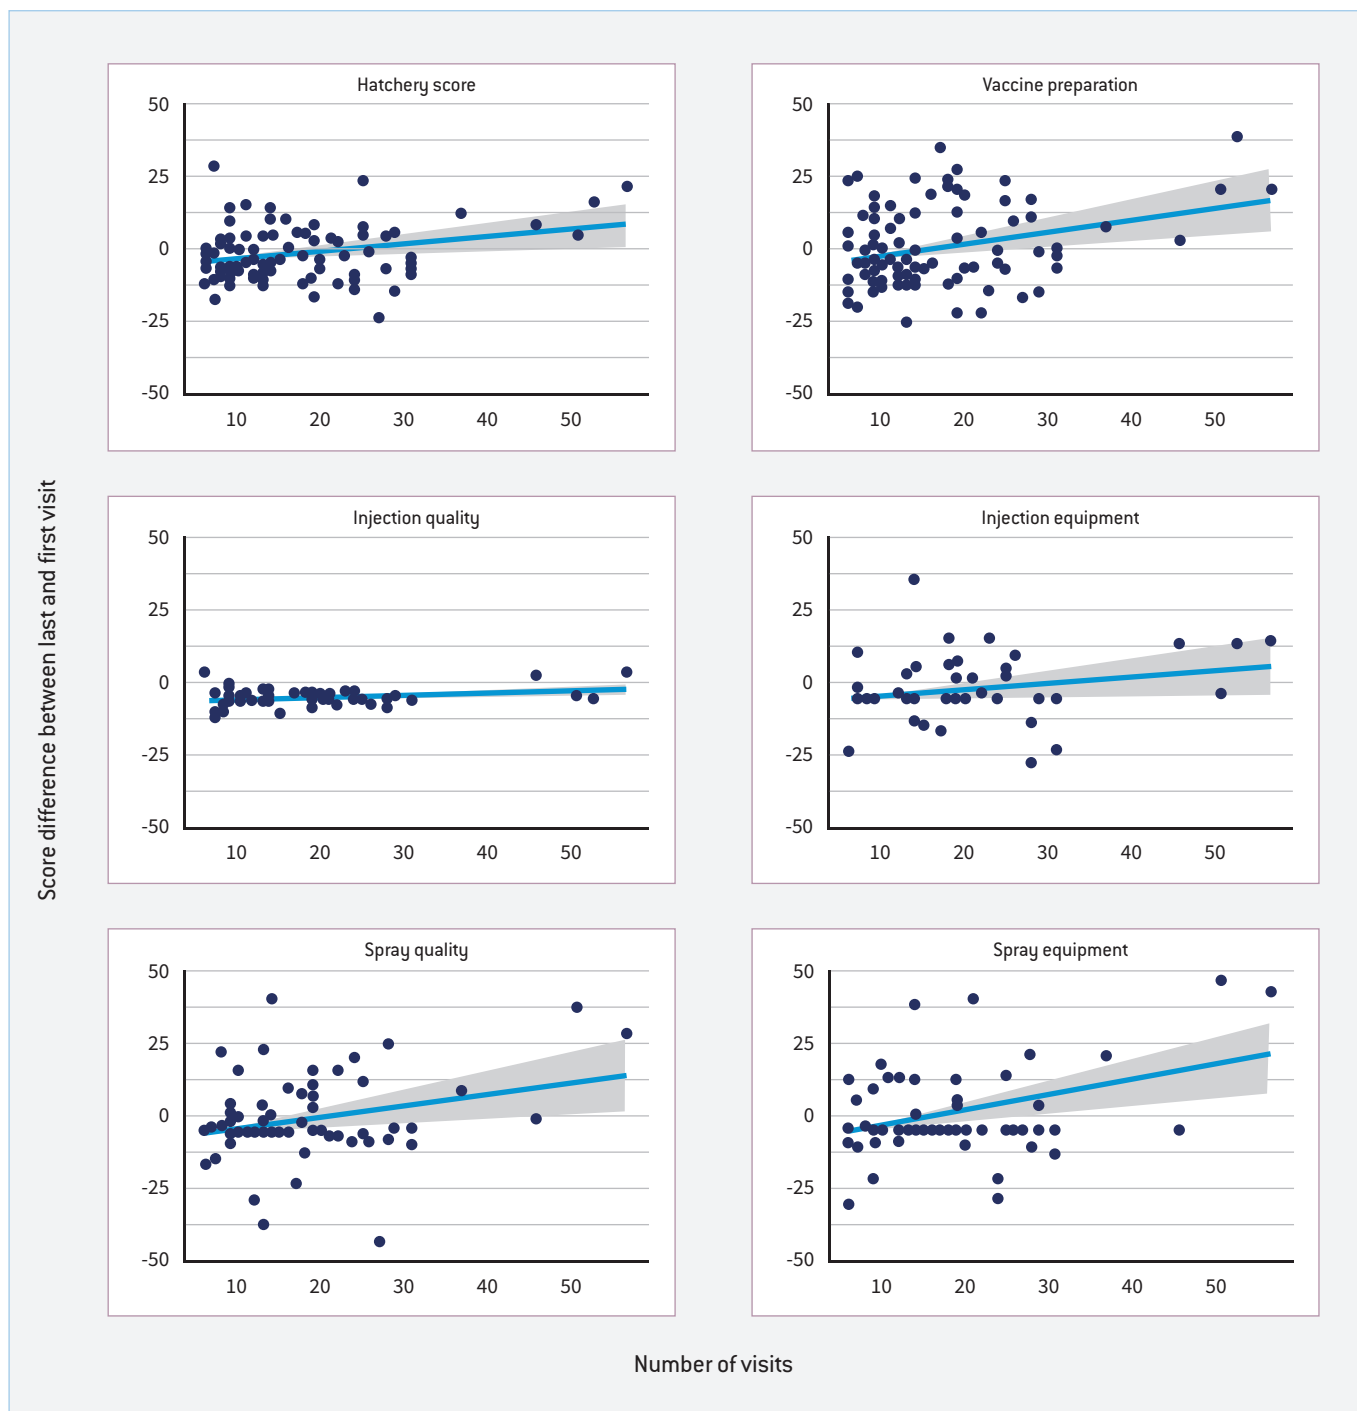 Hatchery score
50
25
0
-25
-50
10 20 30 40 50
Vaccine preparation
50
25
0
-25
-50
10 20 30 40 50
Score difference between last and first visit
Injection quality
50
25
0
-25
-50
10 20 30 40 50
Injection equipment
50
25
0
-25
-50
10 20 30 40 50
Spray quality
50
25
0
-25
-50
10 20 30 40 50
Spray equipment
50
25
0
-25
-50
10 20 30 40 50
Number of visits